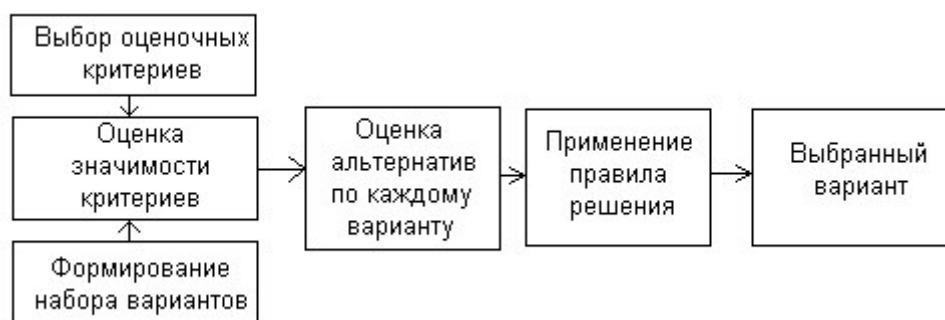 Выбор оценочных
критериев
Оценка
значимости
критериев
Формирование
набора вариантов
Оценка
альтернатив
по каждому
варианту
Применение
правила
решения
Выбранный
вариант